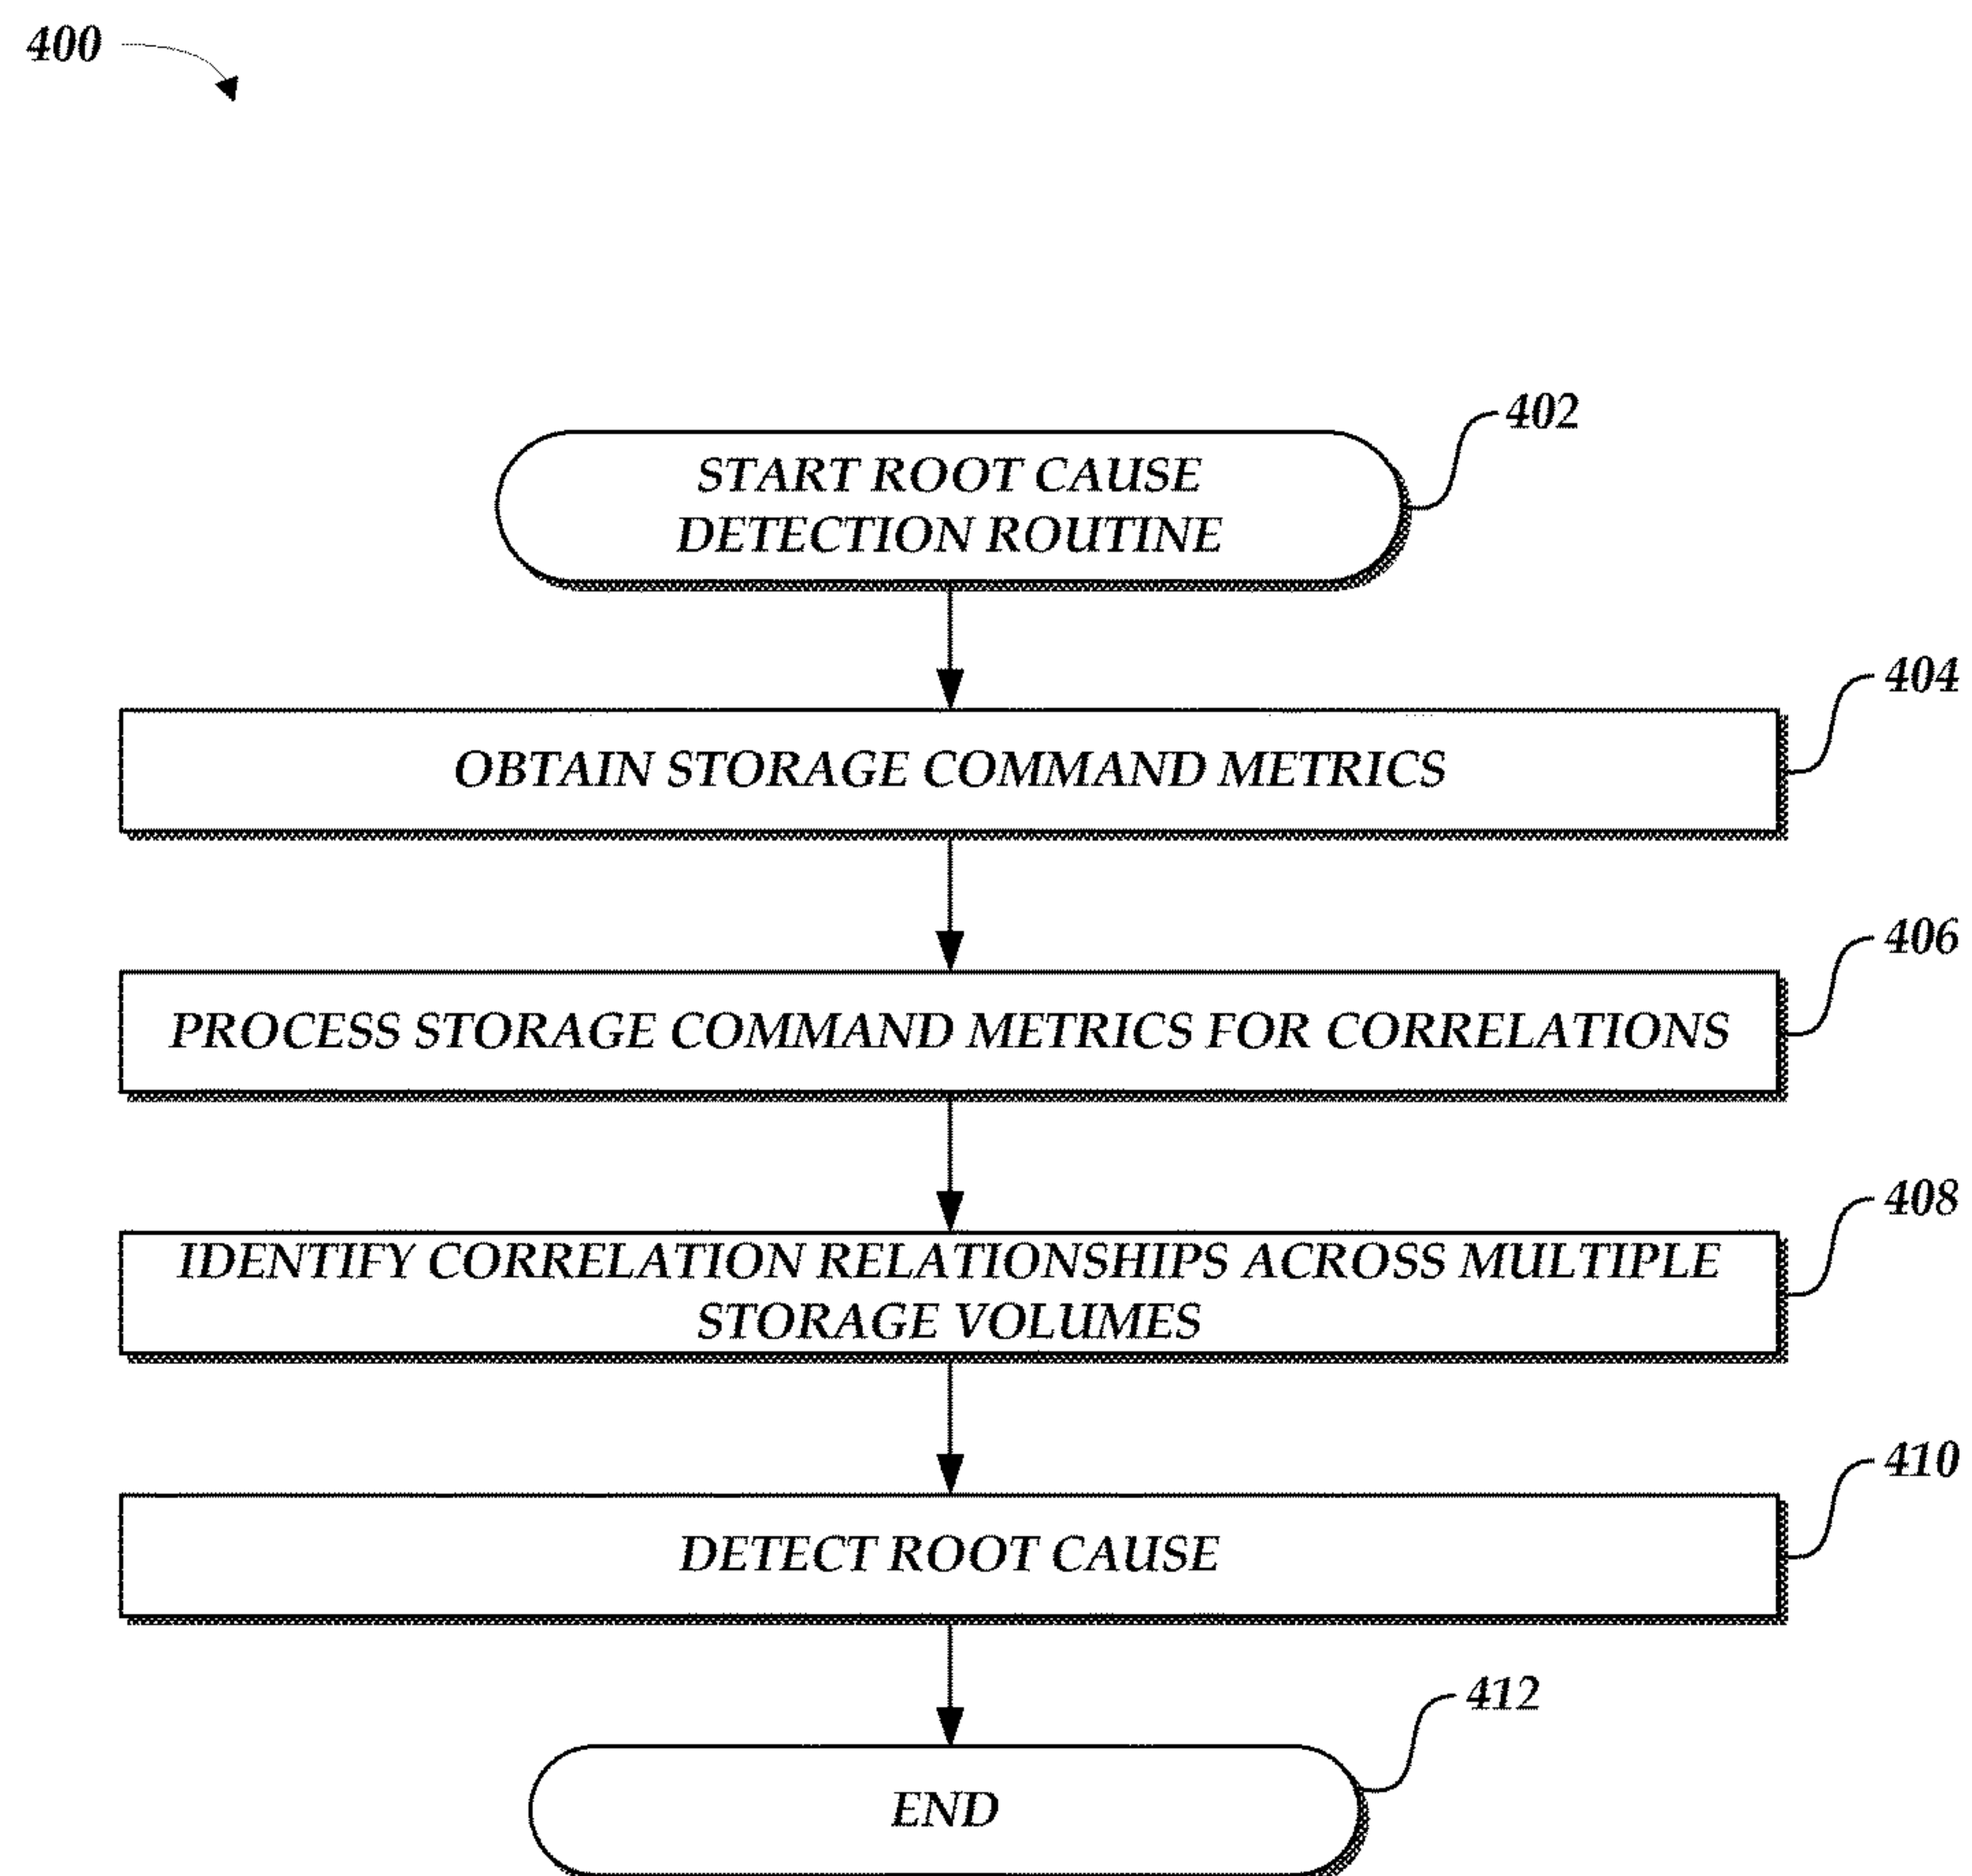 400
402
START ROOT CAUSE
DETECTION ROUTINE
404
OBTAIN STORAGE COMMAND METRICS
406
PROCESS STORAGE COMMAND METRICS FOR CORRELATIONS
408
IDENTIFY CORRELATION RELATIONSHIPS ACROSS MULTIPLE
STORAGE VOLUMES
410
DETECT ROOT CAUSE
412
END